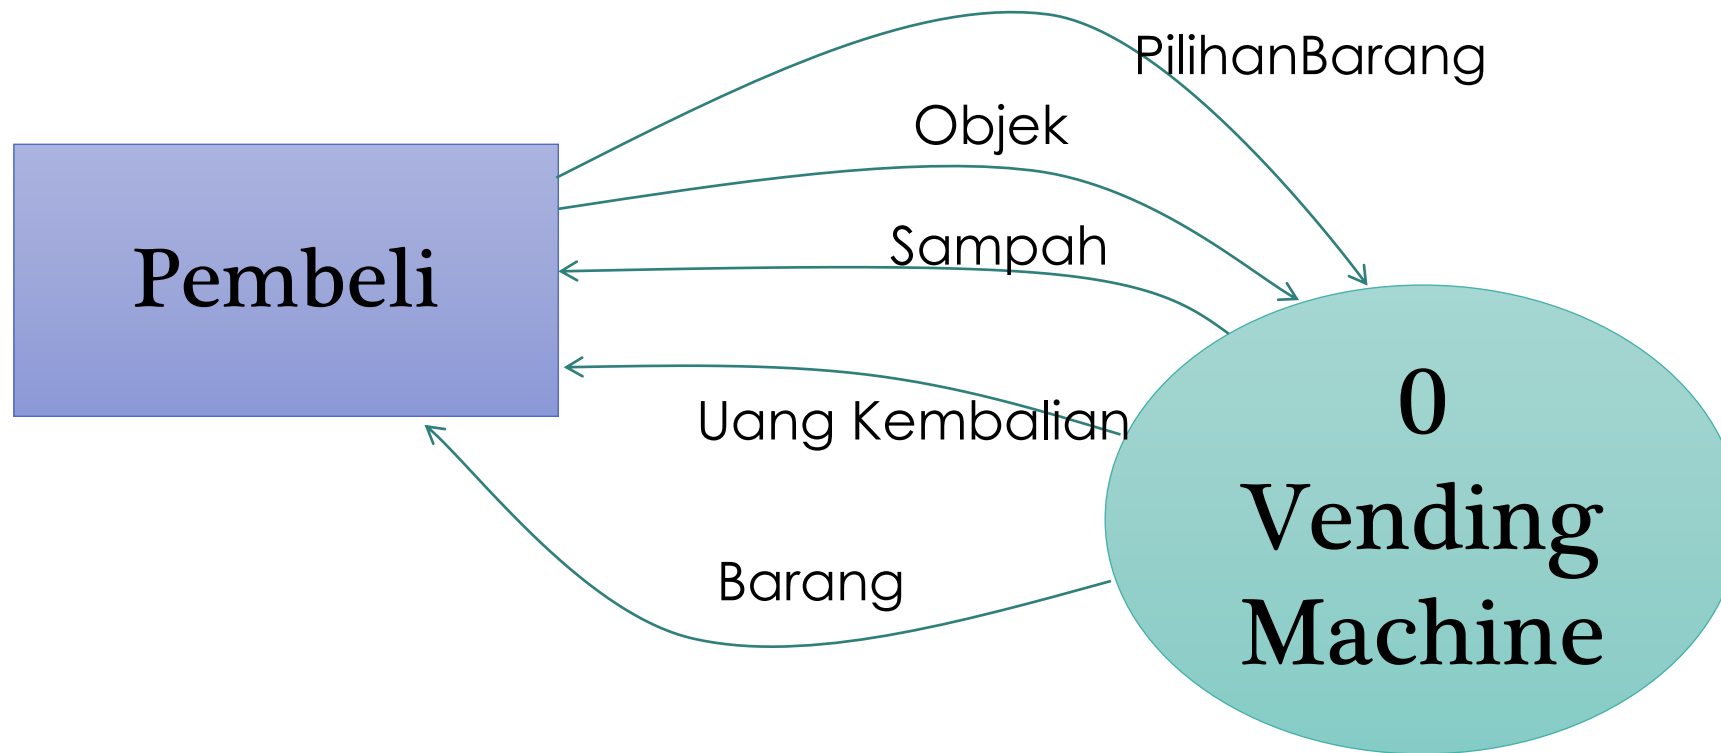 PilihanBarang
Objek
Sampah
Pembeli
Uang Kembalian
Barang
0
Vending
Machine